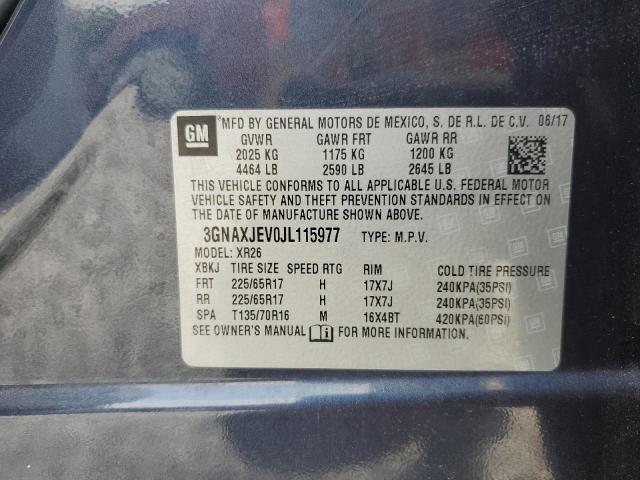 GM
MFD BY GENERAL MOTORS DE MEXICO, S. DE R.L. DE C.V. 06/17
GVWR GAWR FRT GAWR RR
2025 KG 1175 KG 1200 KG
4464 LB 2590 LB 2645 LB
THIS VEHICLE CONFORMS TO ALL APPLICABLE U.S. FEDERAL MOTOR
VEHICLE SAFETY AND THEFT PREVENTION STANDARDS IN EFFECT ON
THE DATE OF MANUFACTURE SHOWN ABOVE.
3GNAXJEV0JL115977 TYPE: M.P.V.
MODEL: XR26
XBKJ TIRE SIZE SPEED RTG RIM COLD TIRE PRESSURE
FRT 225/65R17 H 17X7J 240KPA(35PSI)
RR 225/65R17 H 17X7J 240KPA(35PSI)
SPA T135/70R16 M 16X4BT 420KPA(60PSI)
SEE OWNER'S MANUAL FOR MORE INFORMATION.